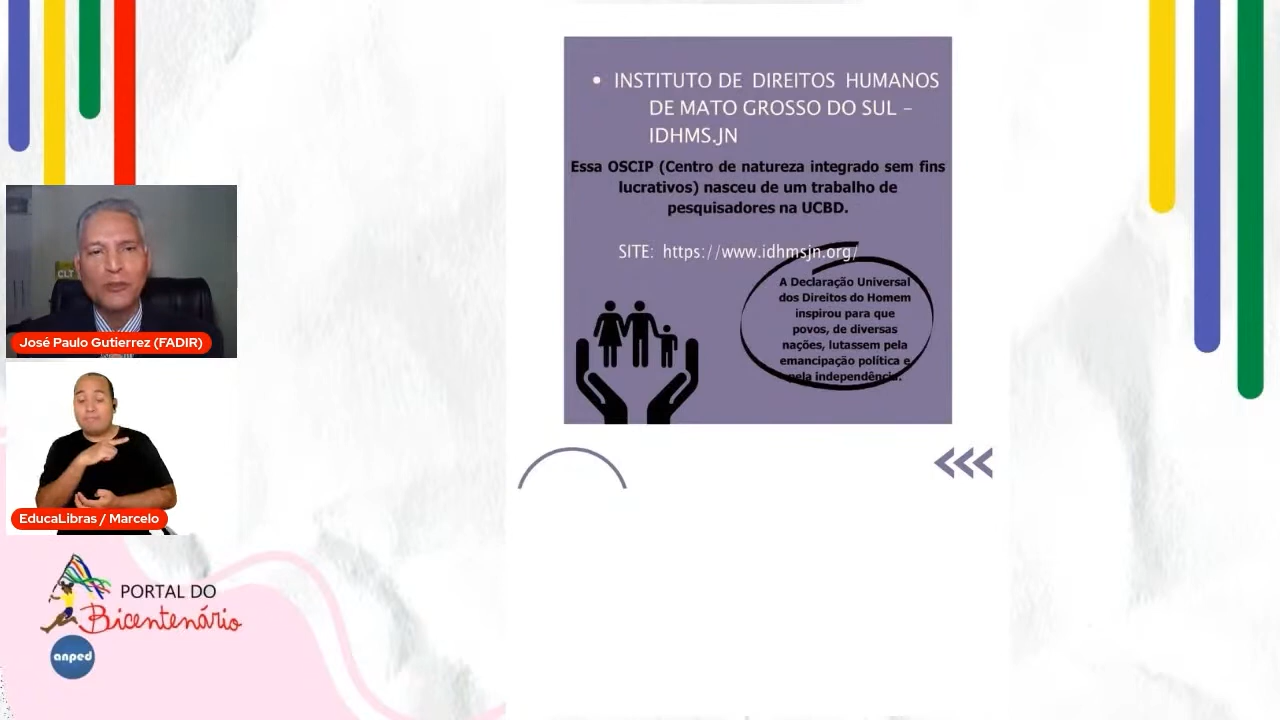 • INSTITUTO DE DIREITOS HUMANOS
DE MATO GROSSO DO SUL –
IDHMS.JN
Essa OSCIP (Centro de natureza integrado sem fins
lucrativos) nasceu de um trabalho de
pesquisadores na UCBD.
SITE: https://www.idhmsjn.org/
A Declaração Universal
dos Direitos do Homem
inspirou para que
povos, de diversas
nações, lutassem pela
emancipação política e
pela independência.
CLT
José Paulo Gutierrez (FADIR)
EducaLibras / Marcelo
PORTAL DO
Bicentenário
anped